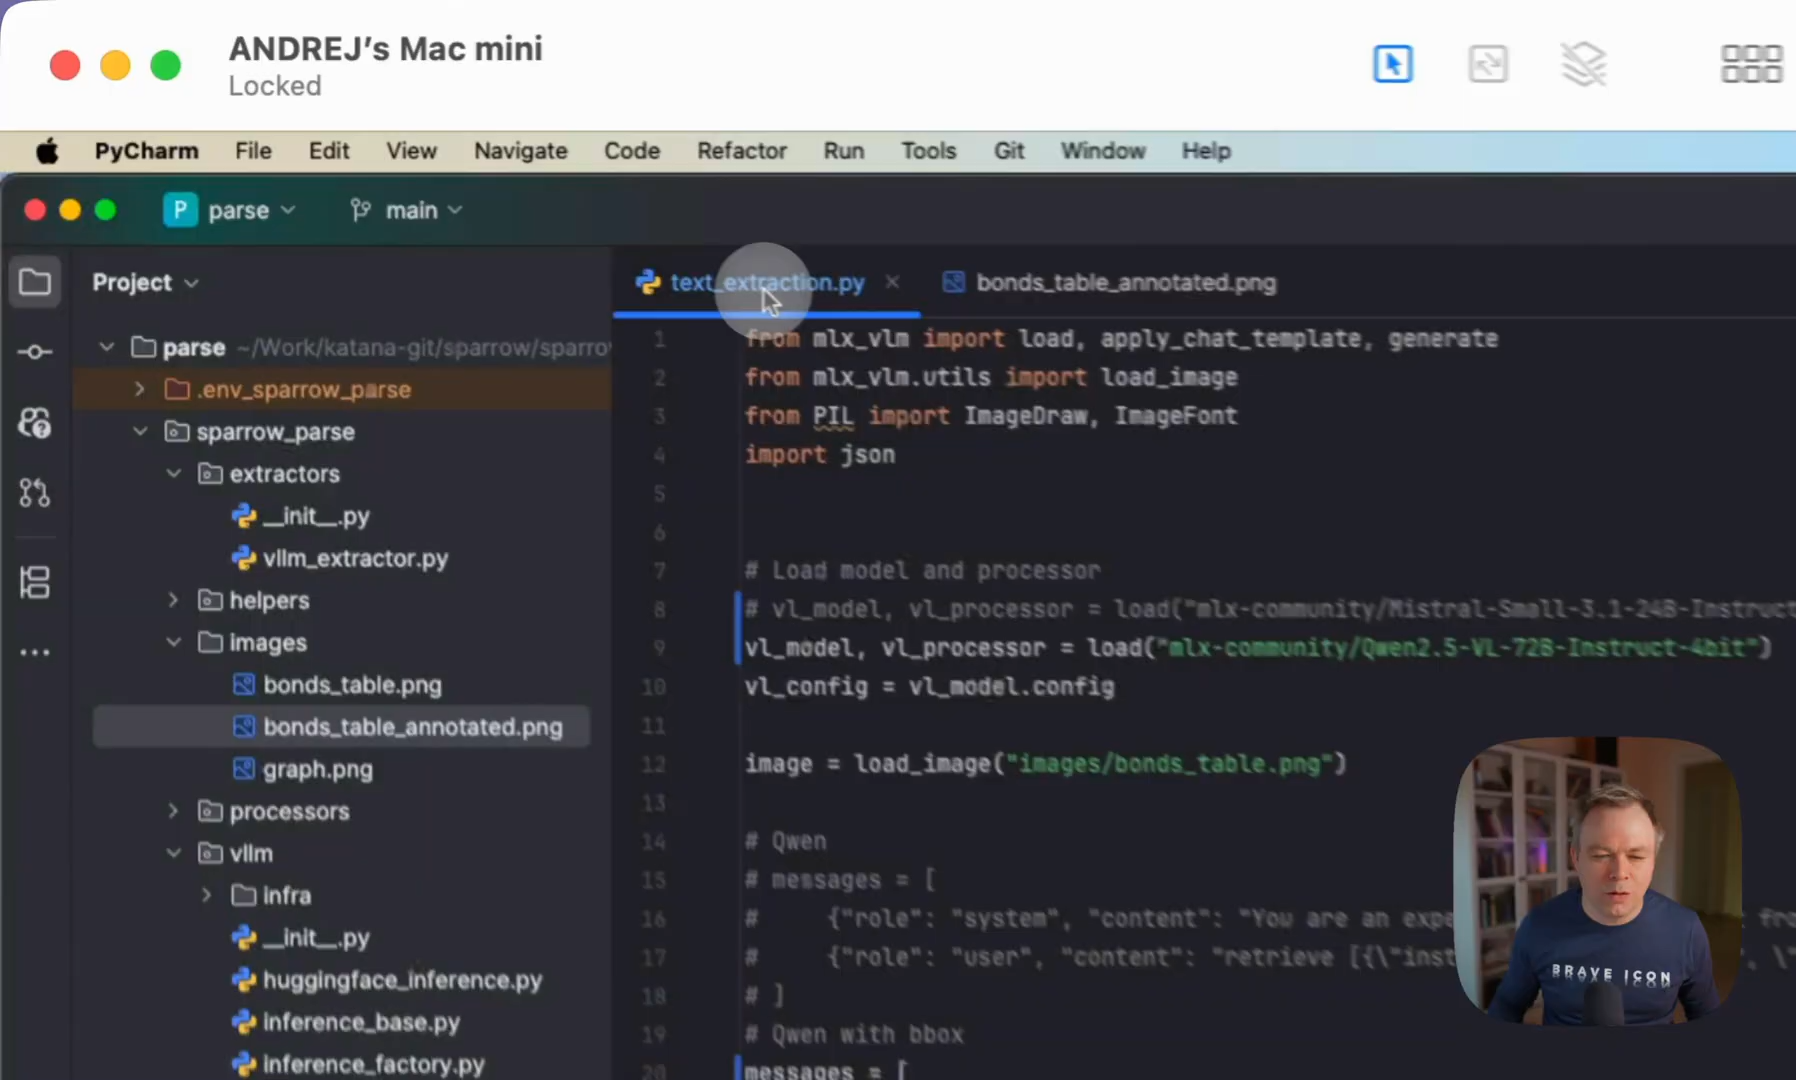 ANDREJ’s Mac mini
Locked
PyCharm File Edit View Navigate Code Refactor Run Tools Git Window Help
P parse main
Project
text_extraction.py bonds_table_annotated.png
parse ~/Work/katana-git/sparrow/sparro
.env_sparrow_parse
sparrow_parse
extractors
__init__.py
vllm_extractor.py
helpers
images
bonds_table.png
bonds_table_annotated.png
graph.png
processors
vllm
infra
__init__.py
huggingface_inference.py
inference_base.py
inference_factory.py
1 from mlx_vlm import load, apply_chat_template, generate
2 from mlx_vlm.utils import load_image
3 from PIL import ImageDraw, ImageFont
4 import json
5
6
7 # Load model and processor
8 # vl_model, vl_processor = load("mlx-community/Mistral-Small-3.1-24B-Instruct
9 vl_model, vl_processor = load("mlx-community/Qwen2.5-VL-72B-Instruct-4bit")
10 vl_config = vl_model.config
11
12 image = load_image("images/bonds_table.png")
13
14 # Qwen
15 # messages = [
16 # {"role": "system", "content": "You are an expe
17 # {"role": "user", "content": "retrieve [{\"inst
18 # ]
19 # Qwen with bbox
20 messages = [
BRAVE ICON